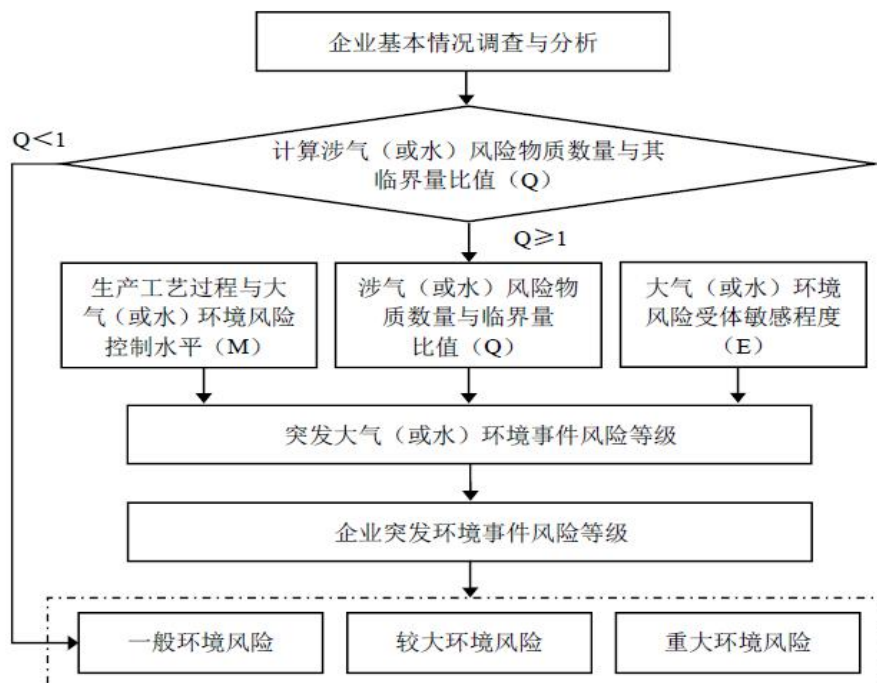 企业基本情况调查与分析
Q＜1
计算涉气（或水）风险物质数量与其
临界量比值（Q）
Q≥1
生产工艺过程与大
气（或水）环境风险
控制水平（M）
涉气（或水）风险物
质数量与临界量
比值（Q）
大气（或水）环境
风险受体敏感程度
（E）
突发大气（或水）环境事件风险等级
企业突发环境事件风险等级
一般环境风险
较大环境风险
重大环境风险